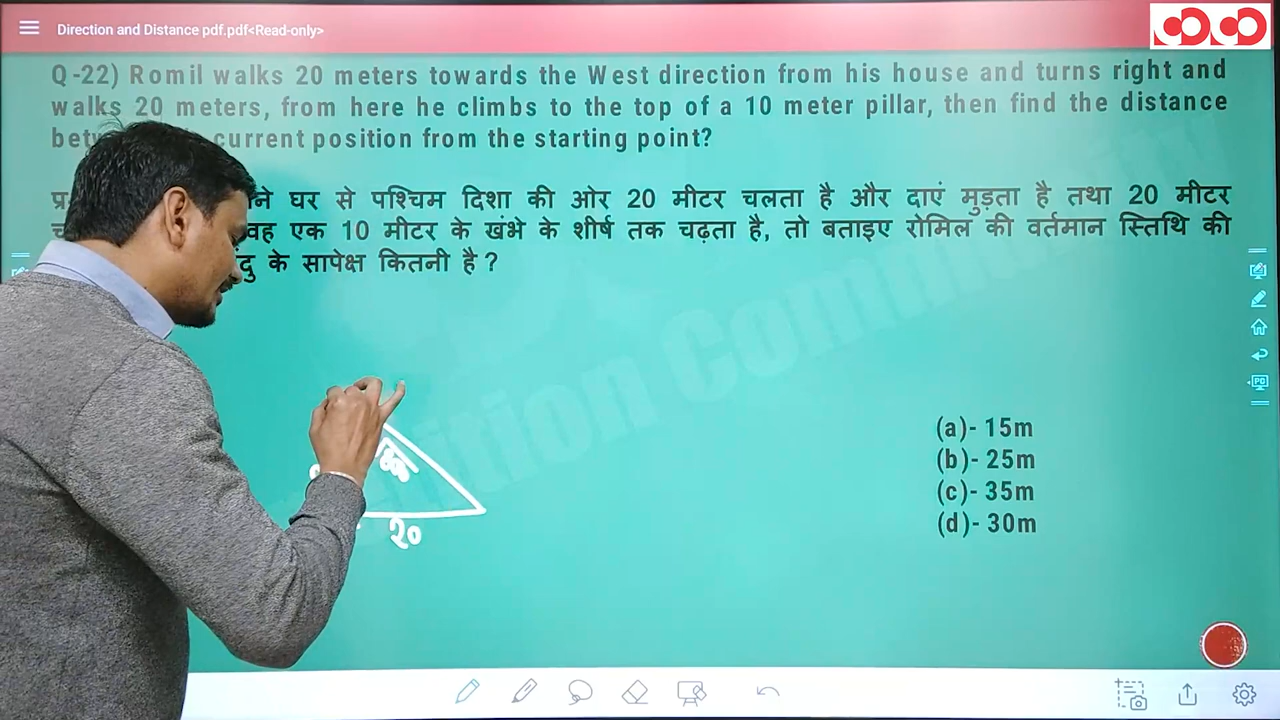 Direction and Distance pdf.pdf<Read-only>
Q-22) Romil walks 20 meters towards the West direction from his house and turns right and
walks 20 meters, from here he climbs to the top of a 10 meter pillar, then find the distance
current position from the starting point?
ने घर से पश्चिम दिशा की ओर 20 मीटर चलता है और दाएं मुड़ता है तथा 20 मीटर
वह एक 10 मीटर के खंभे के शीर्ष तक चढ़ता है, तो बताइए रोमिल की वर्तमान स्तिथि की
के सापेक्ष कितनी है ?
(a)- 15m
(b)- 25m
(c)- 35m
(d)- 30m
20